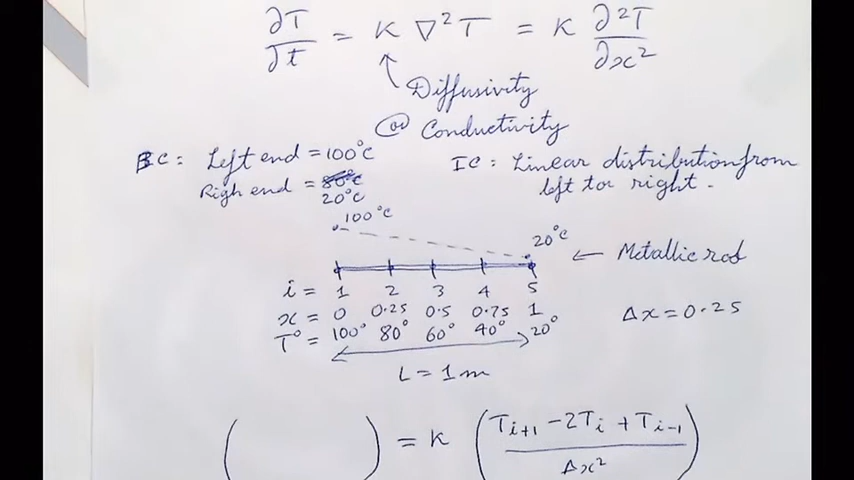 ∂T/∂t = K ∇²T = K ∂²T/∂x²
Diffusivity
(or) Conductivity
BC: Left end = 100°C
Righ end = 80°C
20°C
IC: Linear distribution from
left tor right.
100°C
20°C
← Metallic rod
i = 1 2 3 4 5
x = 0 0.25 0.5 0.75 1
T° = 100° 80° 60° 40° 20°
Δx = 0.25
L = 1m
( ) = K (T_{i+1} - 2T_i + T_{i-1} / Δx²)